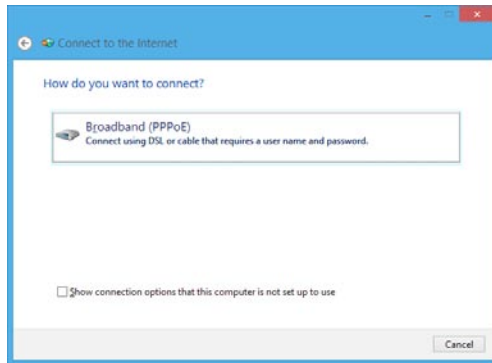 Connect to the Internet
How do you want to connect?
Broadband (PPPoE)
Connect using DSL or cable that requires a user name and password.
Show connection options that this computer is not set up to use
Cancel